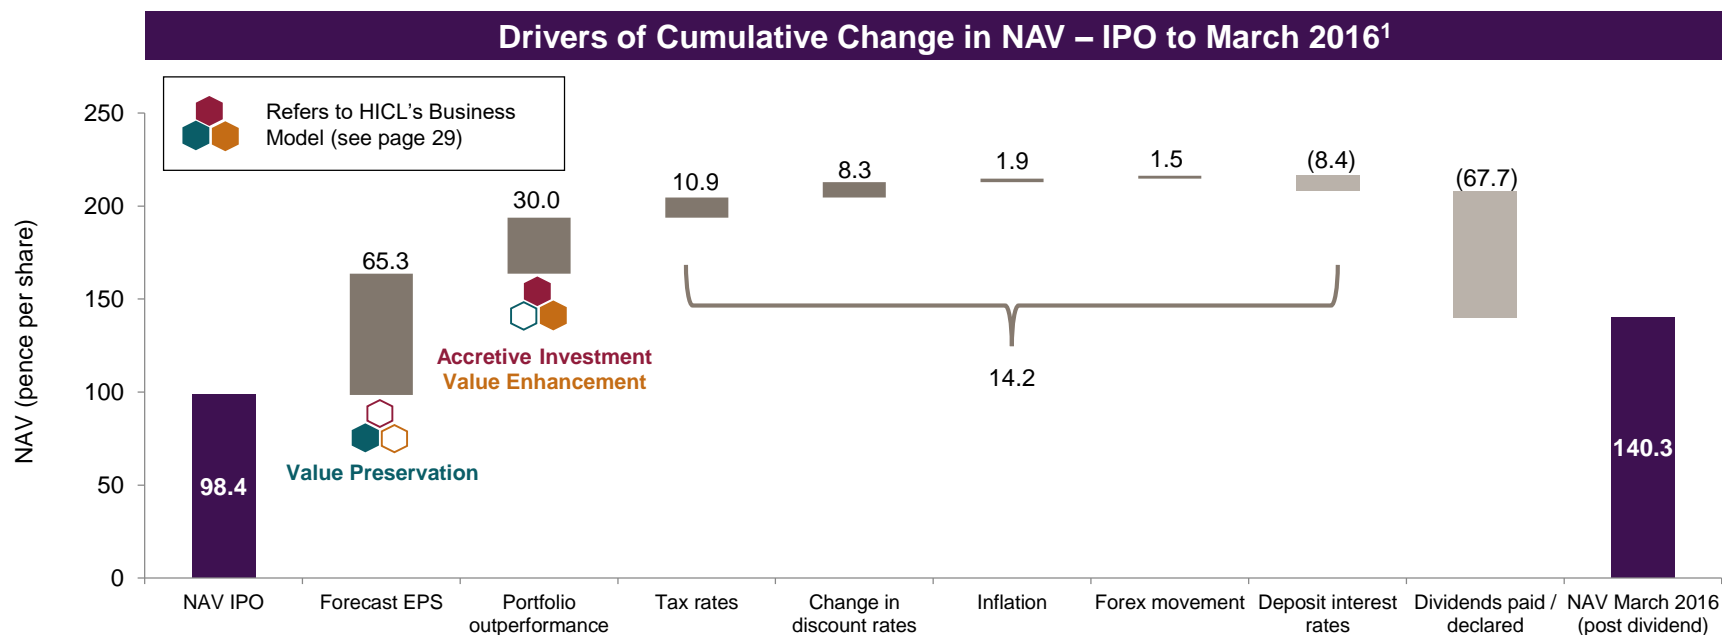 Drivers of Cumulative Change in NAV – IPO to March 2016¹
Refers to HICL's Business
Model (see page 29)
NAV (pence per share)
250
200
150
100
50
0
98.4
65.3
30.0
10.9
8.3
1.9
1.5
(8.4)
(67.7)
140.3
Accretive Investment
Value Enhancement
Value Preservation
14.2
NAV IPO
Forecast EPS
Portfolio
outperformance
Tax rates
Change in
discount rates
Inflation
Forex movement
Deposit interest
rates
Dividends paid /
declared
NAV March 2016
(post dividend)